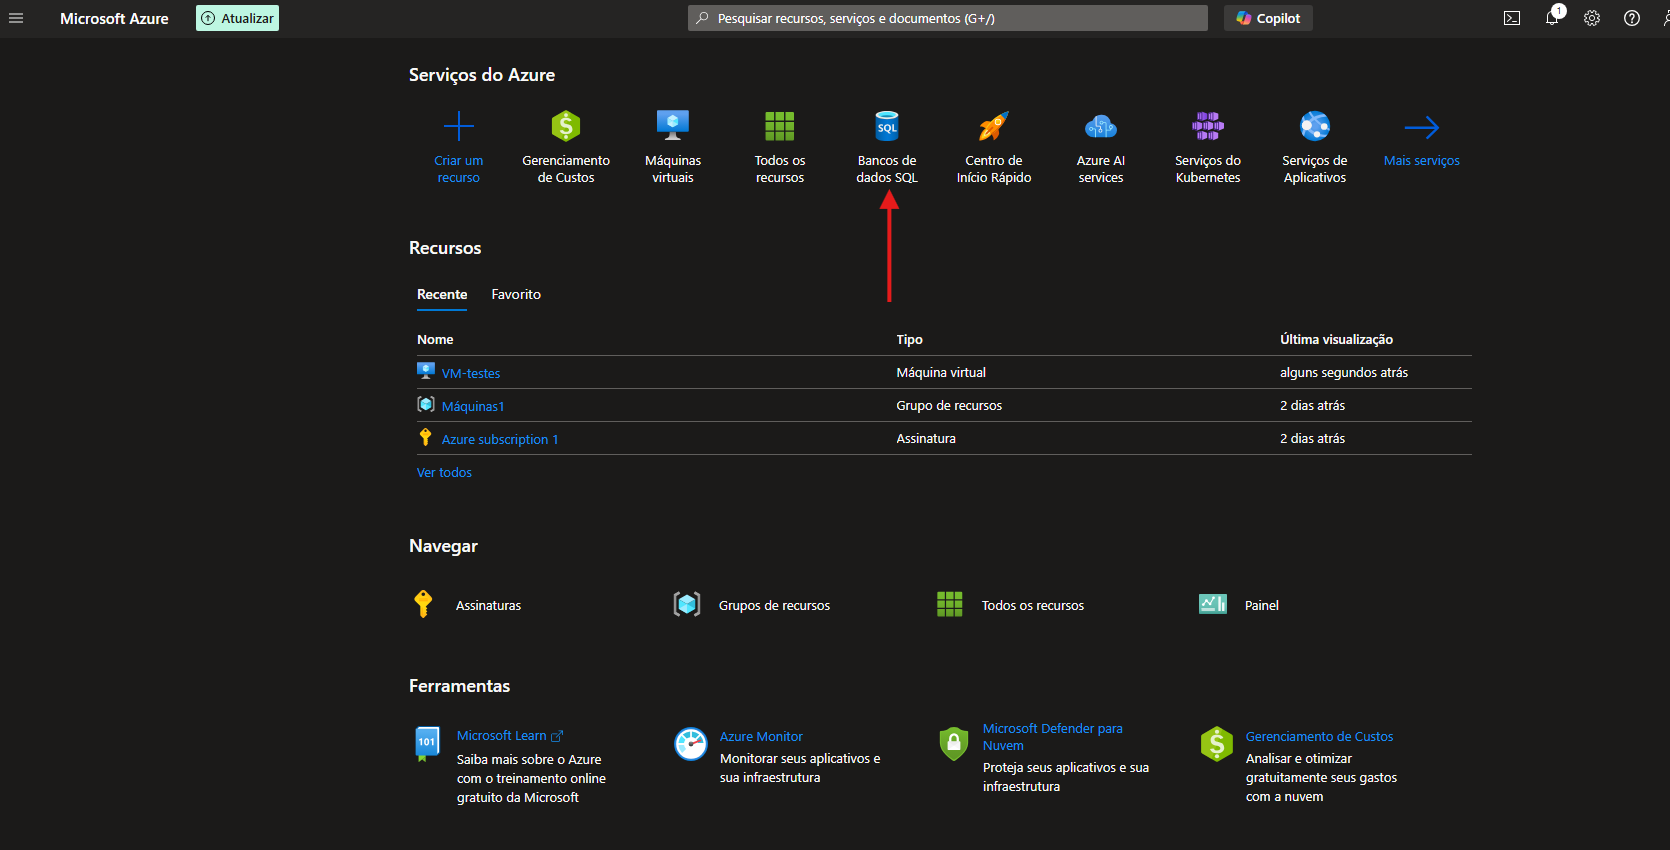 Microsoft Azure
Atualizar
Pesquisar recursos, serviços e documentos (G+/)
Copilot
1
Serviços do Azure
Criar um
recurso
Gerenciamento
de Custos
Máquinas
virtuais
Todos os
recursos
SQL
Bancos de
dados SQL
Centro de
Início Rápido
Azure AI
services
Serviços do
Kubernetes
Serviços de
Aplicativos
Mais serviços
Recursos
Recente
Favorito
Nome
Tipo
Última visualização
VM-testes
Máquina virtual
alguns segundos atrás
Máquinas1
Grupo de recursos
2 dias atrás
Azure subscription 1
Assinatura
2 dias atrás
Ver todos
Navegar
Assinaturas
Grupos de recursos
Todos os recursos
Painel
Ferramentas
101
Microsoft Learn
Saiba mais sobre o Azure
com o treinamento online
gratuito da Microsoft
Azure Monitor
Monitorar seus aplicativos e
sua infraestrutura
Microsoft Defender para
Nuvem
Proteja seus aplicativos e sua
infraestrutura
Gerenciamento de Custos
Analisar e otimizar
gratuitamente seus gastos
com a nuvem